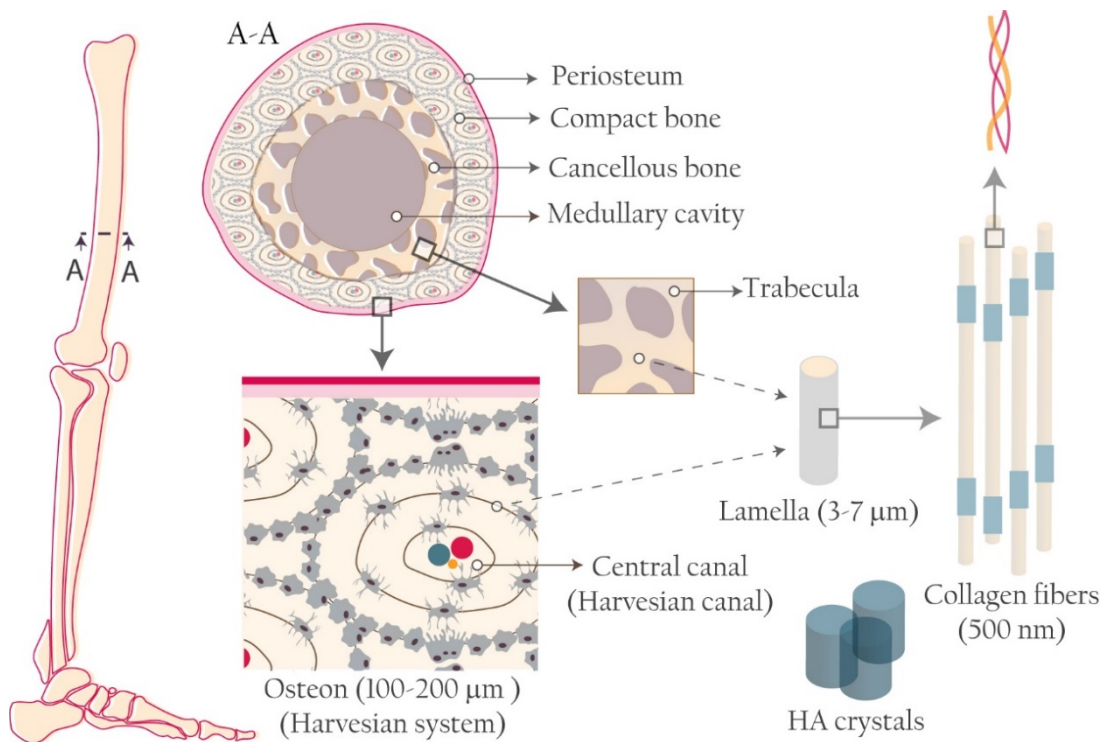 A-A
Periosteum
Compact bone
Cancellous bone
Medullary cavity
A
A
Trabecula
Lamella (3-7 µm)
Central canal
(Harvesian canal)
Collagen fibers
(500 nm)
Osteon (100-200 µm )
(Harvesian system)
HA crystals